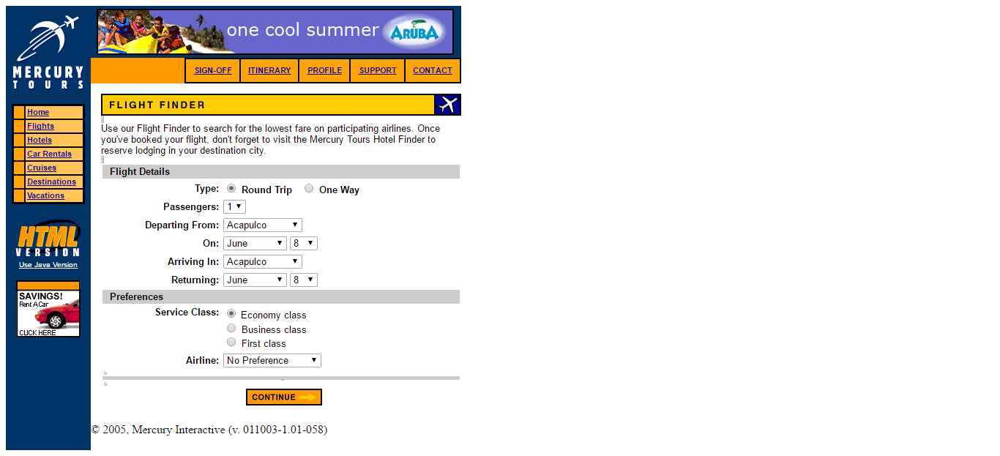 one cool summer ARUBA
MERCURY
TOURS
SIGN-OFF ITINERARY PROFILE SUPPORT CONTACT
Home
Flights
Hotels
Car Rentals
Cruises
Destinations
Vacations
HTML
VERSION
Use Java Version
SAVINGS!
Rent A Car
CLICK HERE
FLIGHT FINDER
Use our Flight Finder to search for the lowest fare on participating airlines. Once
you've booked your flight, don't forget to visit the Mercury Tours Hotel Finder to
reserve lodging in your destination city.
Flight Details
Type: Round Trip One Way
Passengers: 1
Departing From: Acapulco
On: June 8
Arriving In: Acapulco
Returning: June 8
Preferences
Service Class: Economy class
Business class
First class
Airline: No Preference
CONTINUE
© 2005, Mercury Interactive (v. 011003-1.01-058)